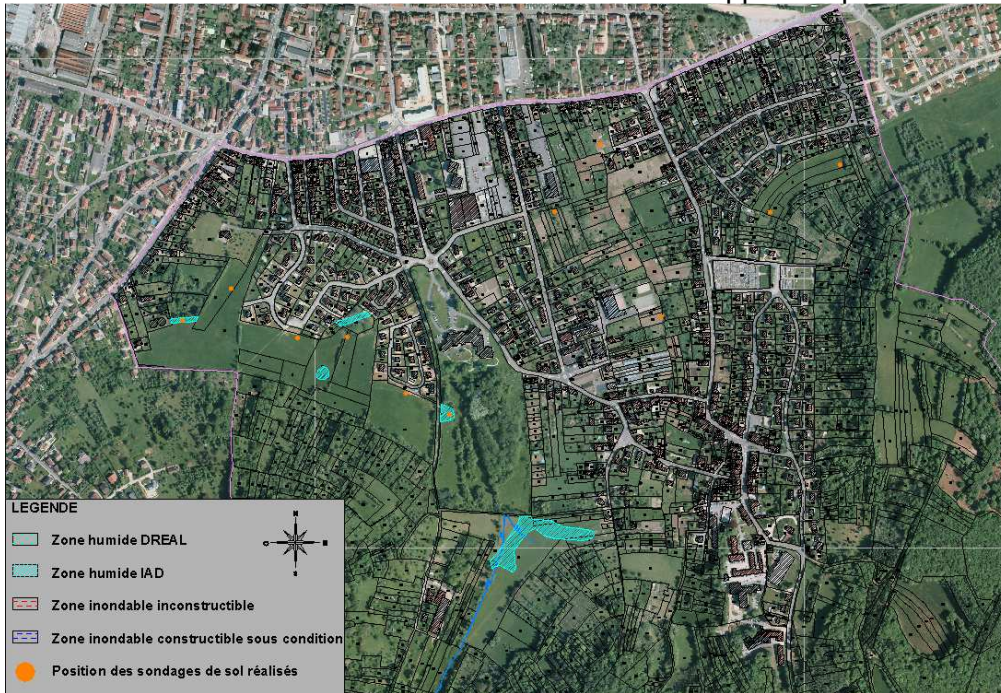 LEGENDE
Zone humide DREAL
Zone humide IAD
Zone inondable inconstructible
Zone inondable constructible sous condition
Position des sondages de sol réalisés